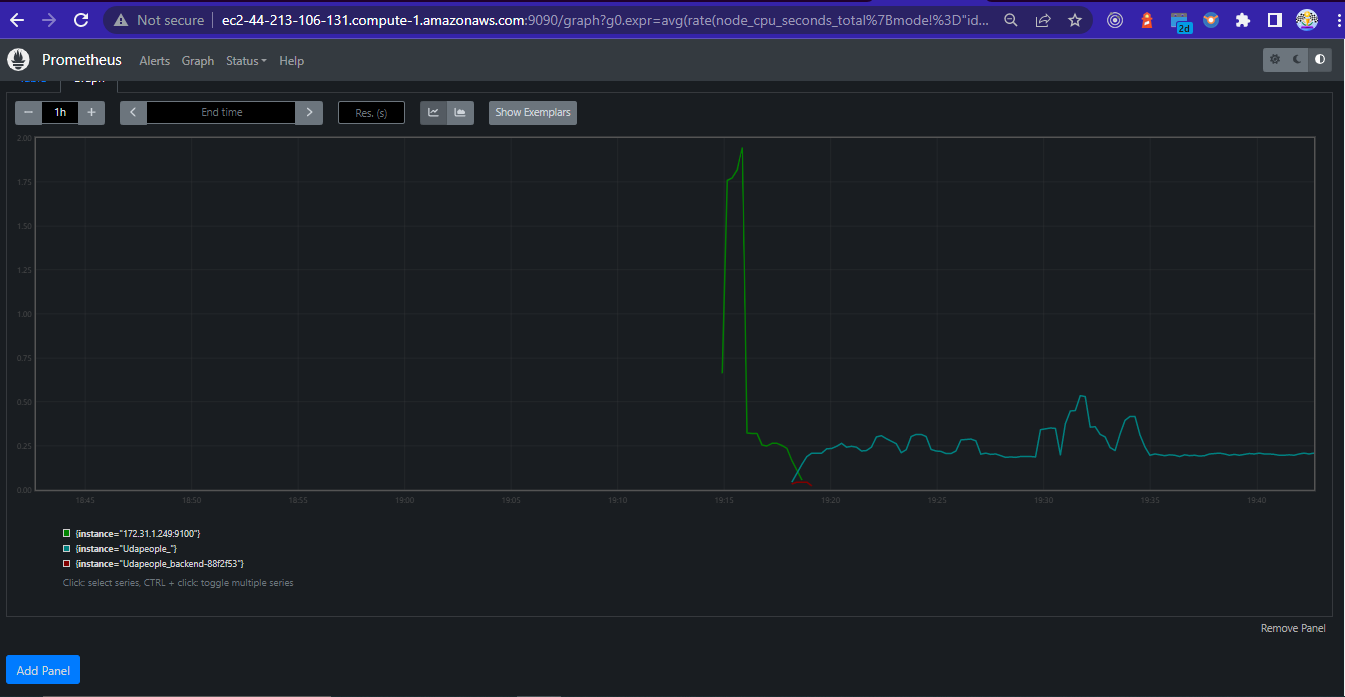 Not secure | ec2-44-213-106-131.compute-1.amazonaws.com:9090/graph?g0.expr=avg(rate(node_cpu_seconds_total%7Bmode!%3D"id...
2d
Prometheus Alerts Graph Status Help
Table Graph
− 1h + End time Res. (s) Show Exemplars
2.00
1.75
1.50
1.25
1.00
0.75
0.50
0.25
0.00
18:45 18:50 18:55 19:00 19:05 19:10 19:15 19:20 19:25 19:30 19:35 19:40
{instance="172.31.1.249:9100"}
{instance="Udapeople_"}
{instance="Udapeople_backend-88f2f53"}
Click: select series, CTRL + click: toggle multiple series
Remove Panel
Add Panel